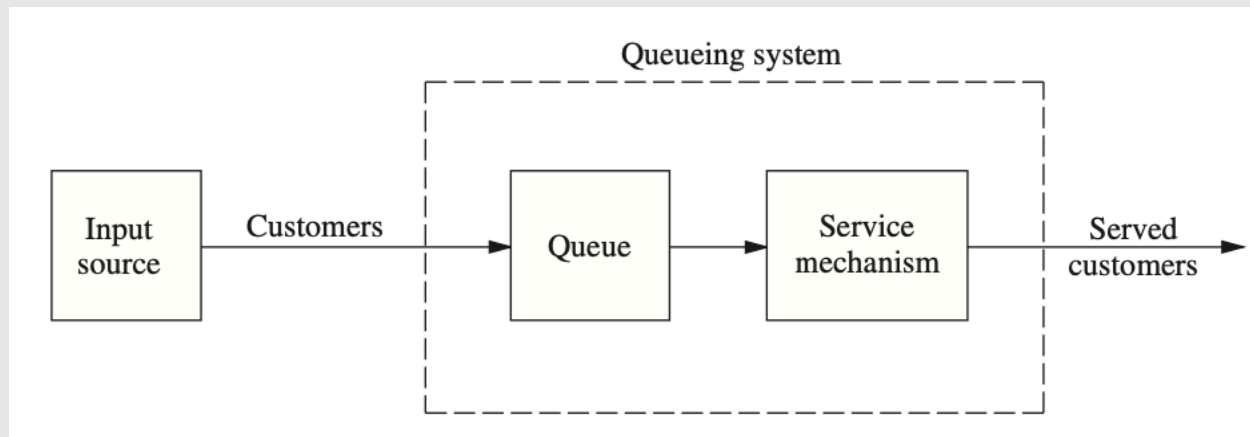 Queueing system
Input
source
Customers
Queue
Service
mechanism
Served
customers